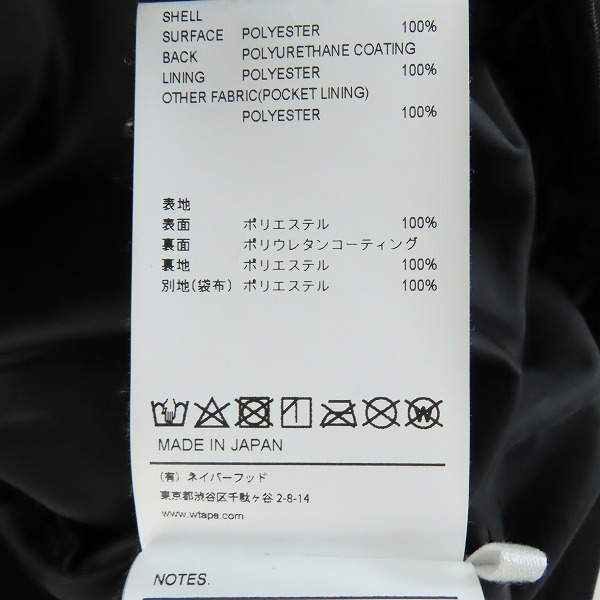 SHELL
SURFACE POLYESTER 100%
BACK POLYURETHANE COATING
LINING POLYESTER 100%
OTHER FABRIC(POCKET LINING)
POLYESTER 100%
表地
表面 ポリエステル 100%
裏面 ポリウレタンコーティング
裏地 ポリエステル 100%
別地(袋布) ポリエステル 100%
W
MADE IN JAPAN
(有) ネイバーフッド
東京都渋谷区千駄ヶ谷 2-8-14
www.wtaps.com
NOTES.